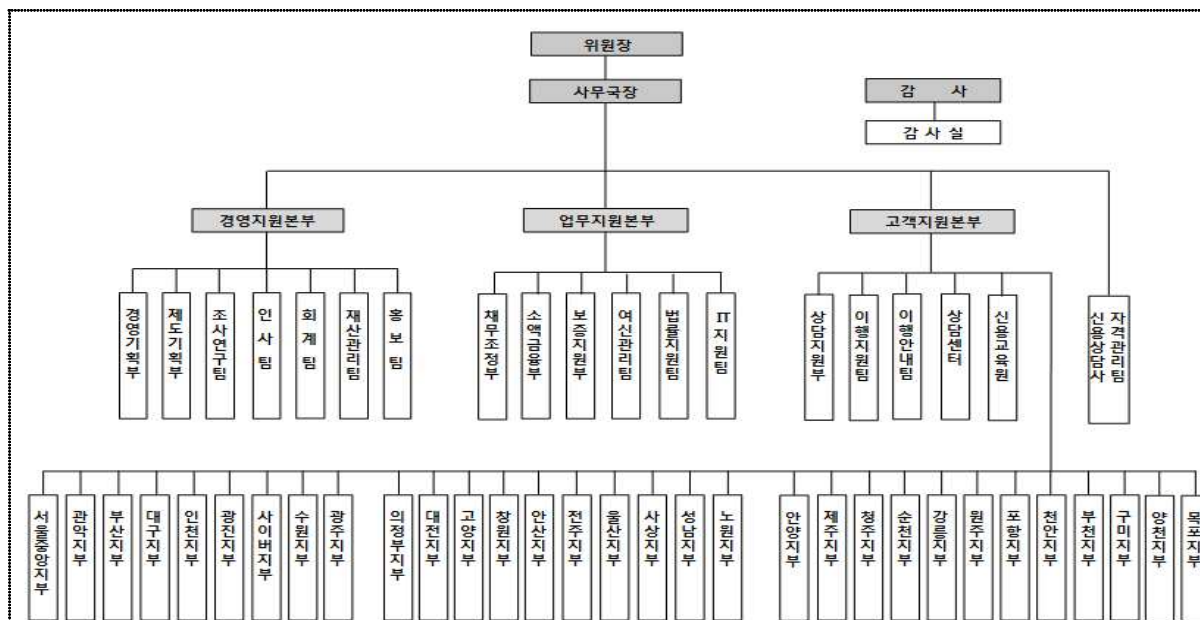 위원장
사무국장
감 사
감 사 실
경영지원본부
업무지원본부
고객지원본부
경영기획부
제도기획부
조사연구팀
인 사 팀
회 계 팀
재산관리팀
홍 보 팀
채무조정부
소액금융부
보증지원부
여신관리팀
법률지원팀
IT지원팀
상담지원부
이행지원팀
이행안내팀
상담센터
신용교육원
신용상담사
자격관리팀
서울중앙지부
관악지부
부산지부
대구지부
인천지부
광진지부
사이버지부
수원지부
광주지부
의정부지부
대전지부
고양지부
창원지부
안산지부
전주지부
울산지부
사상지부
성남지부
노원지부
안양지부
제주지부
청주지부
순천지부
강릉지부
원주지부
포항지부
천안지부
부천지부
구미지부
양천지부
목포지부